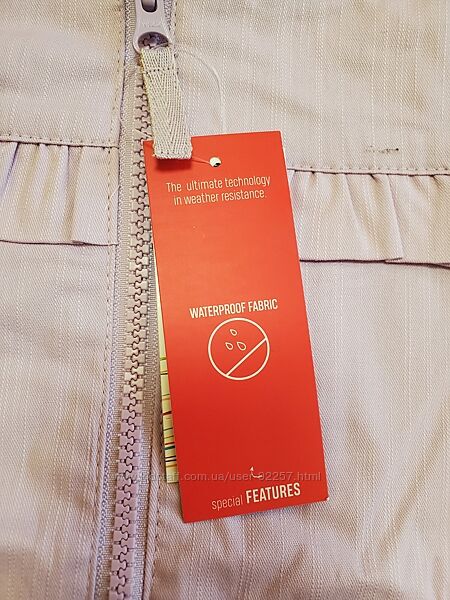 The ultimate technology
in weather resistance.
WATERPROOF FABRIC
special FEATURES